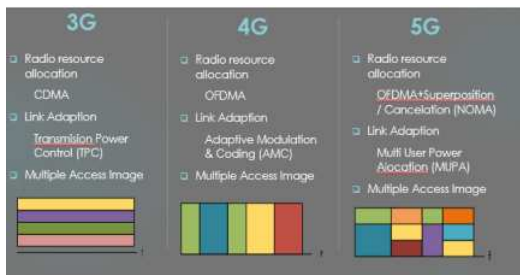 3G
Radio resource
allocation
CDMA
Link Adaption
Transmision Power
Control (TPC)
Multiple Access Image
f
4G
Radio resource
allocation
OFDMA
Link Adaption
Adaptive Modulation
& Coding (AMC)
Multiple Access Image
f
5G
Radio resource
allocation
OFDMA+Superposition
/ Cancelation (NOMA)
Link Adaption
Multi User Power
Alocation (MUPA)
Multiple Access Image
f